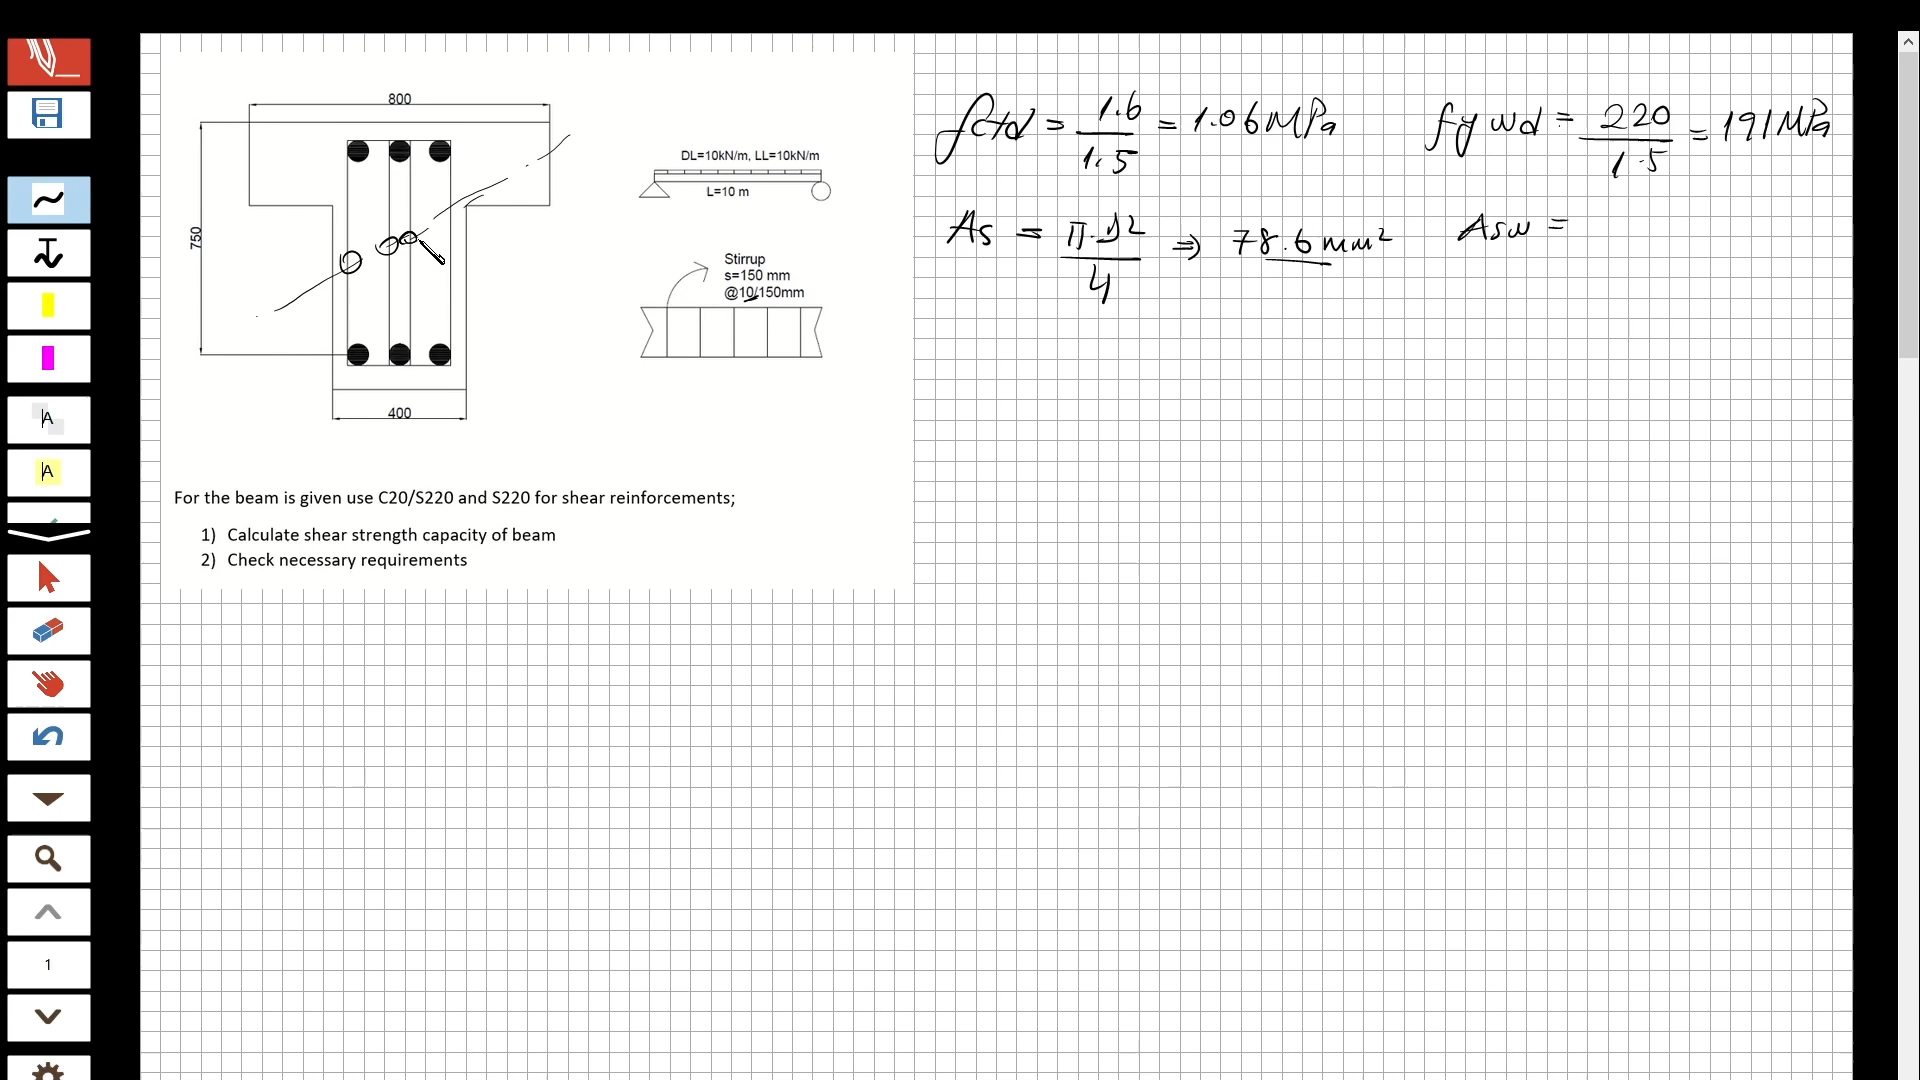 800
750
400
DL=10kN/m, LL=10kN/m
L=10 m
Stirrup
s=150 mm
@10/150mm
For the beam is given use C20/S220 and S220 for shear reinforcements;
1) Calculate shear strength capacity of beam
2) Check necessary requirements
fctd = 1.6 / 1.5 = 1.06 MPa
fywd = 220 / 1.5 = 191 MPa
As = π.D² / 4 ⇒ 78.6 mm²
Asw =
A
A
1